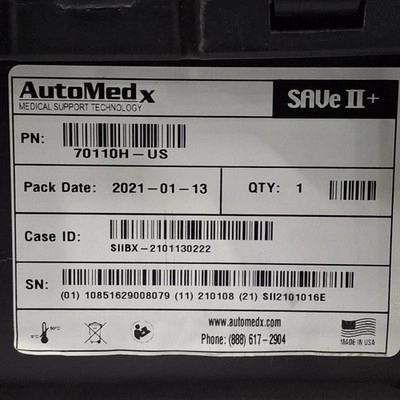 AutoMedx
MEDICAL SUPPORT TECHNOLOGY
SAVe II+
PN:
70110H-US
Pack Date: 2021-01-13
QTY: 1
Case ID:
SIIBX-2101130222
SN:
(01) 10851629008079 (11) 210108 (21) SII2101016E
www.automedx.com
Phone: (888) 617-2904
MADE IN USA